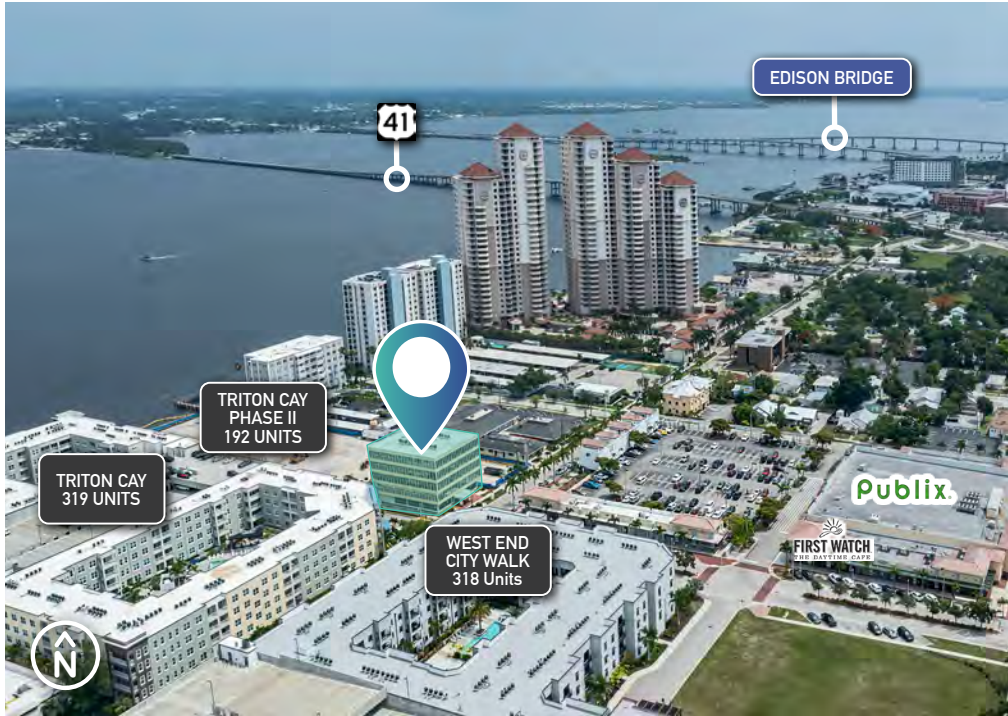 EDISON BRIDGE
41
TRITON CAY
PHASE II
192 UNITS
TRITON CAY
319 UNITS
Publix.
FIRST WATCH
THE DAYTIME CAFE
WEST END
CITY WALK
318 Units
N